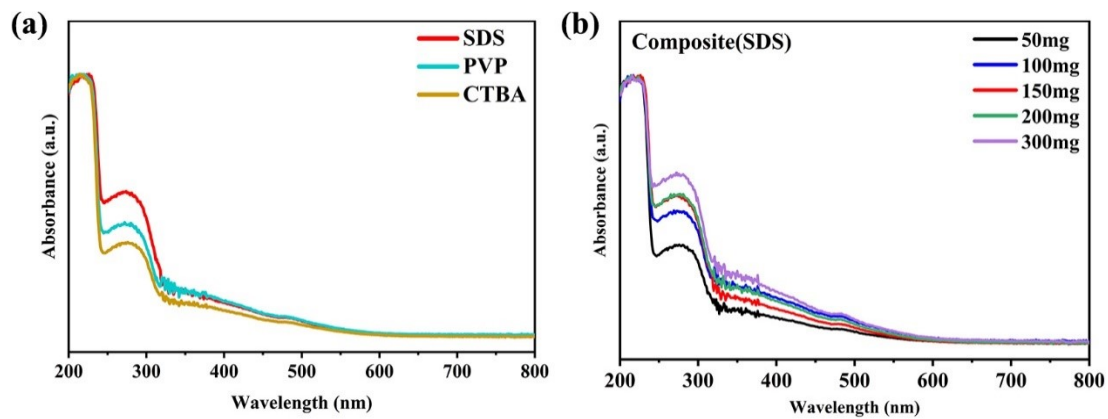 (a)
SDS
PVP
CTBA
Absorbance (a.u.)
200 300 400 500 600 700 800
Wavelength (nm)
(b)
Composite(SDS)
50mg
100mg
150mg
200mg
300mg
Absorbance (a.u.)
200 300 400 500 600 700 800
Wavelength (nm)